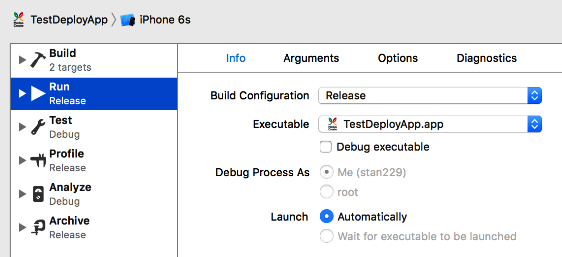 TestDeployApp iPhone 6s
Build
2 targets
Run
Release
Test
Debug
Profile
Release
Analyze
Debug
Archive
Release
Info Arguments Options Diagnostics
Build Configuration Release
Executable TestDeployApp.app
Debug executable
Debug Process As Me (stan229)
root
Launch Automatically
Wait for executable to be launched